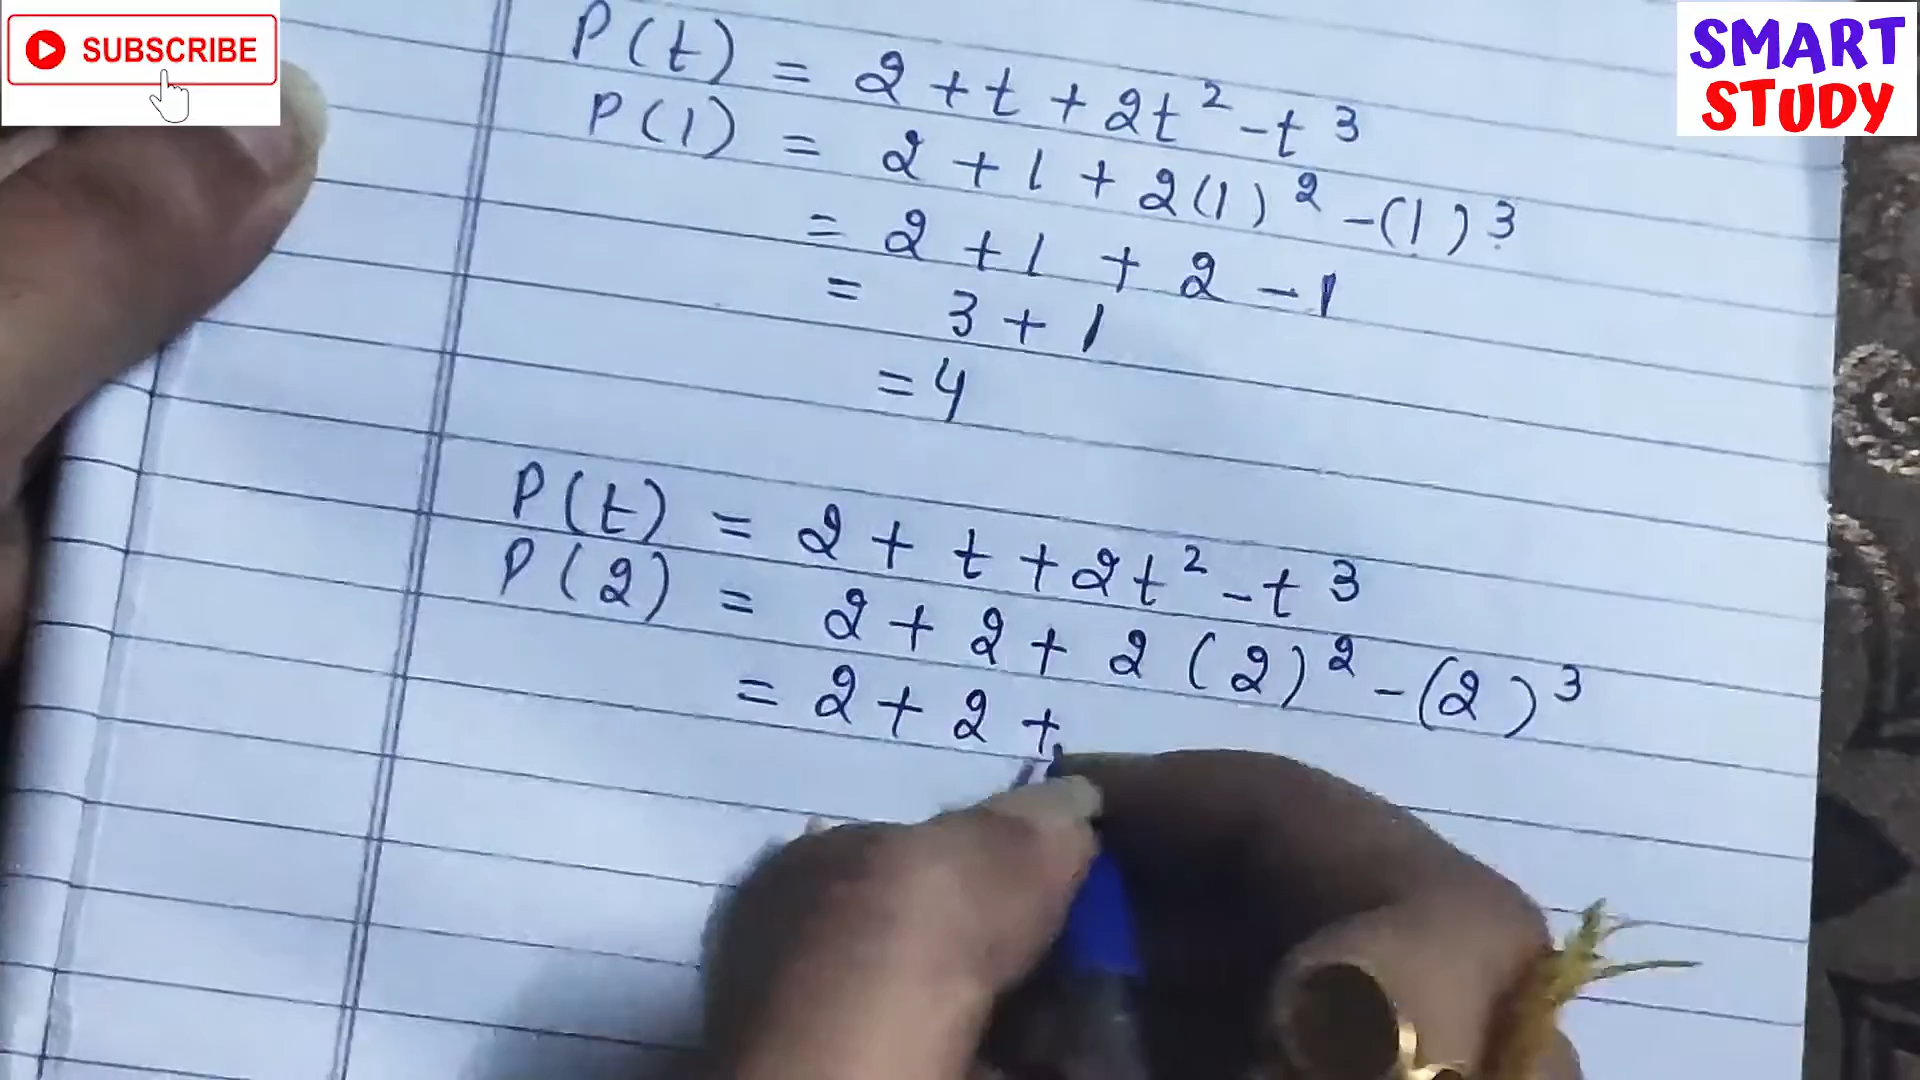 SUBSCRIBE
SMART
STUDY
P(t) = 2 + t + 2t² - t³
P(1) = 2 + 1 + 2(1)² - (1)³
= 2 + 1 + 2 - 1
= 3 + 1
= 4
P(t) = 2 + t + 2t² - t³
P(2) = 2 + 2 + 2(2)² - (2)³
= 2 + 2 +